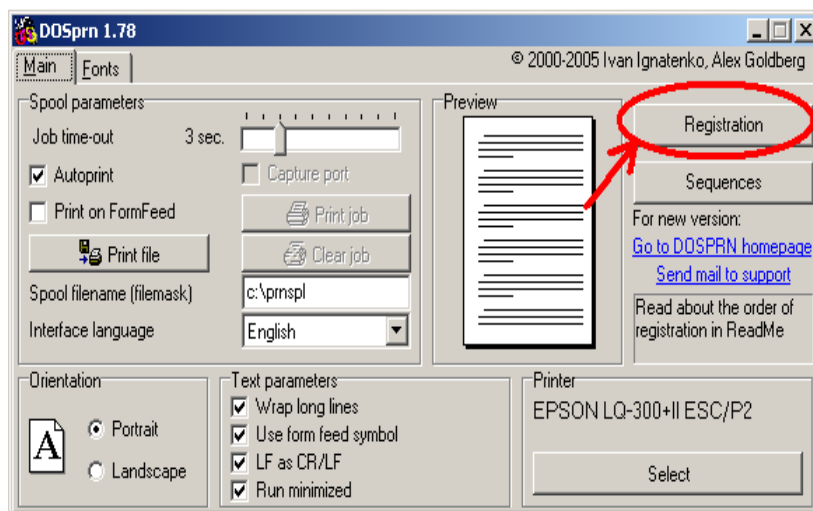 DOSprn 1.78
Main
Fonts
© 2000-2005 Ivan Ignatenko, Alex Goldberg
Spool parameters
Job time-out 3 sec.
Autoprint
Capture port
Print on FormFeed
Print job
Print file
Clear job
Spool filename (filemask) c:\prnspl
Interface language English
Preview
Registration
Sequences
For new version:
Go to DOSPRN homepage
Send mail to support
Read about the order of
registration in ReadMe
Orientation
A
Portrait
Landscape
Text parameters
Wrap long lines
Use form feed symbol
LF as CR/LF
Run minimized
Printer
EPSON LQ-300+II ESC/P2
Select